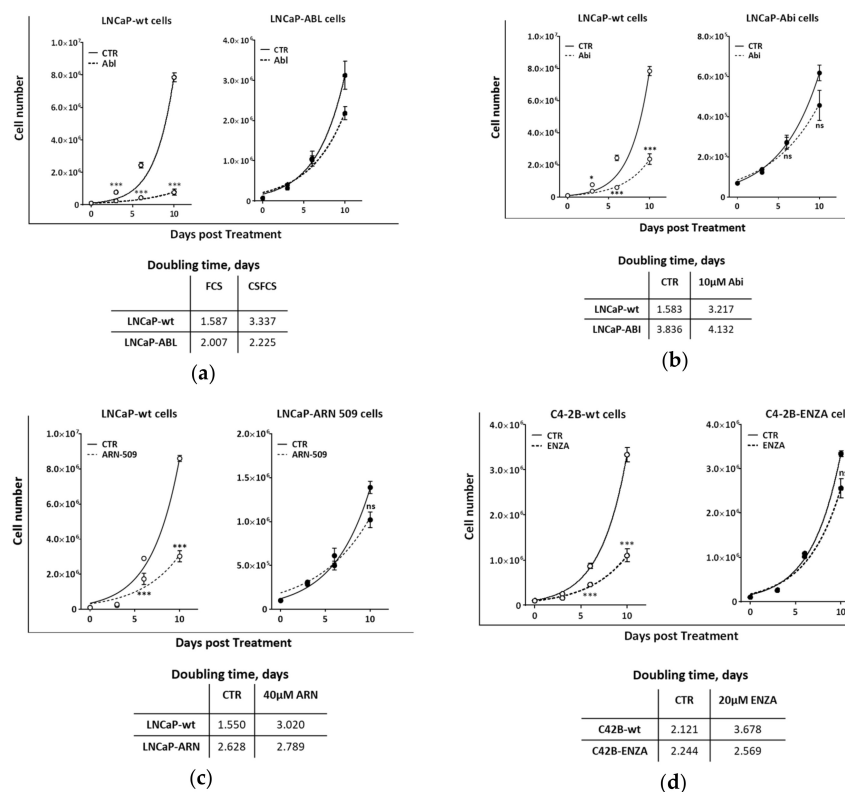 LNCaP-wt cells
LNCaP-ABL cells
1.0×10⁷
8.0×10⁶
6.0×10⁶
4.0×10⁶
2.0×10⁶
0
CTR
Abl
***
***
***
0 5 10
4.0×10⁶
3.0×10⁶
2.0×10⁶
1.0×10⁶
0
CTR
Abl
0 5 10
Cell number
Days post Treatment
Doubling time, days
FCS CSFCS
LNCaP-wt 1.587 3.337
LNCaP-ABL 2.007 2.225
(a)
LNCaP-wt cells
LNCaP-Abi cells
1.0×10⁷
8.0×10⁶
6.0×10⁶
4.0×10⁶
2.0×10⁶
0
CTR
Abi
*
***
***
0 5 10
8.0×10⁵
6.0×10⁵
4.0×10⁵
2.0×10⁵
0
CTR
Abi
ns
ns
0 5 10
Cell number
Days post Treatment
Doubling time, days
CTR 10µM Abi
LNCaP-wt 1.583 3.217
LNCaP-ABI 3.836 4.132
(b)
LNCaP-wt cells
LNCaP-ARN 509 cells
1.0×10⁷
8.0×10⁶
6.0×10⁶
4.0×10⁶
2.0×10⁶
0
CTR
ARN-509
***
***
0 5 10
2.0×10⁶
1.5×10⁶
1.0×10⁶
5.0×10⁵
0
CTR
ARN-509
ns
0 5 10
Cell number
Days post Treatment
Doubling time, days
CTR 40µM ARN
LNCaP-wt 1.550 3.020
LNCaP-ARN 2.628 2.789
(c)
C4-2B-wt cells
C4-2B-ENZA cel
4.0×10⁶
3.0×10⁶
2.0×10⁶
1.0×10⁶
0
CTR
ENZA
***
***
0 5 10
4.0×10⁶
3.0×10⁶
2.0×10⁶
1.0×10⁶
0
CTR
ENZA
ns
0 5 10
Cell number
Days post Treatment
Doubling time, days
CTR 20µM ENZA
C42B-wt 2.121 3.678
C42B-ENZA 2.244 2.569
(d)